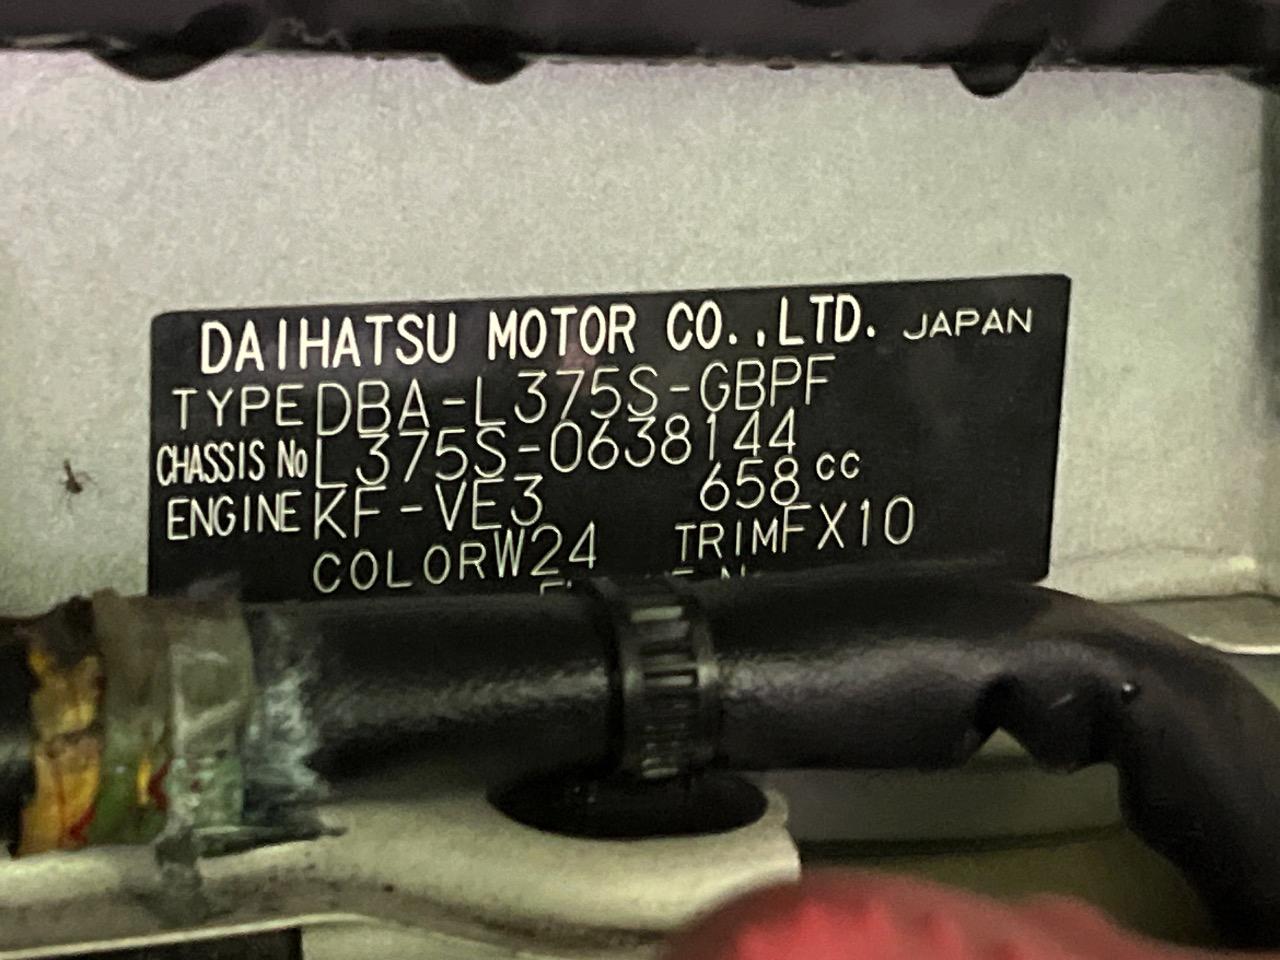 DAIHATSU MOTOR CO.,LTD. JAPAN
TYPE DBA-L375S-GBPF
CHASSIS No L375S-0638144
ENGINE KF-VE3 658 cc
COLOR W24 TRIM FX10